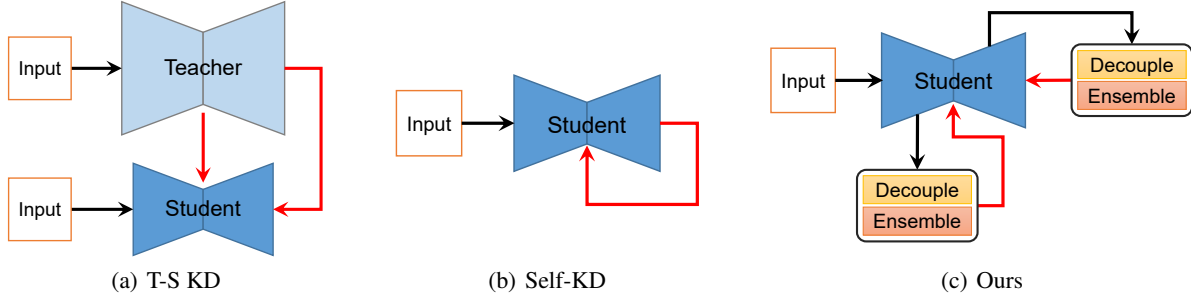 Input
Teacher
Input
Student
(a) T-S KD
Input
Student
(b) Self-KD
Input
Student
Decouple
Ensemble
Decouple
Ensemble
(c) Ours